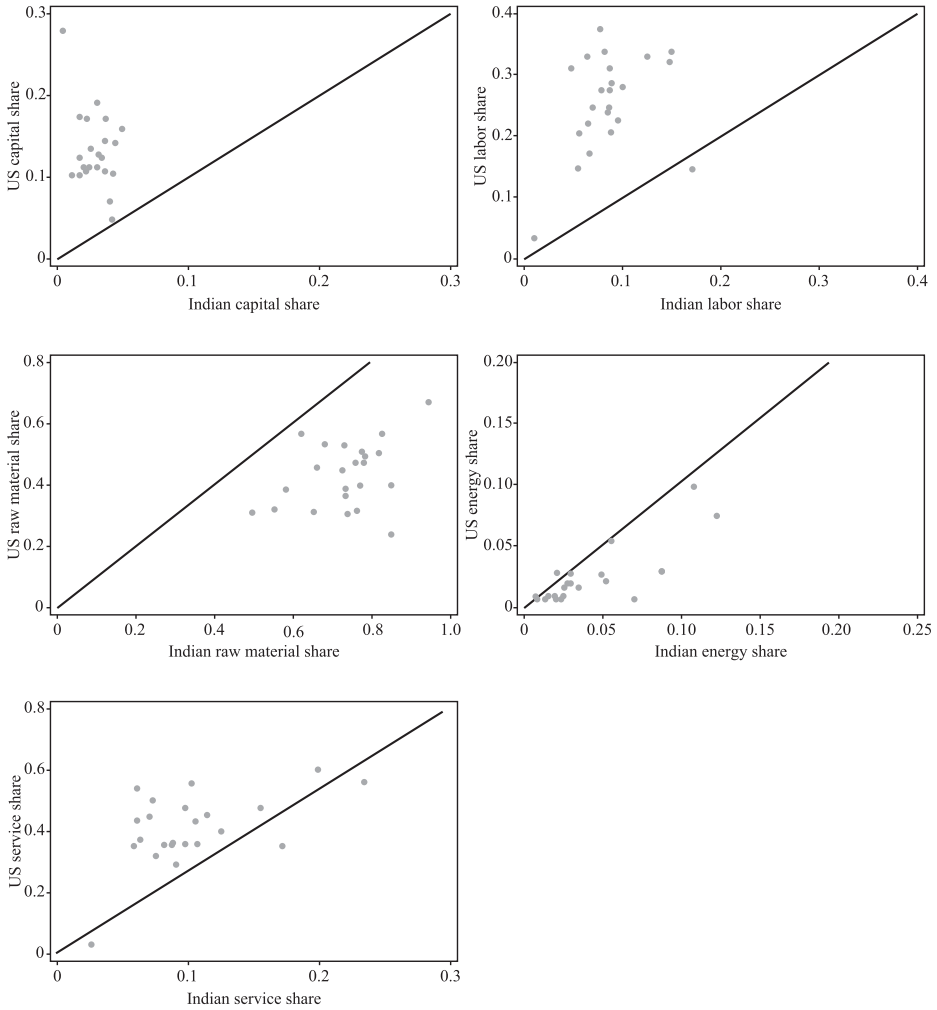 US capital share
0.3
0.2
0.1
0
0 0.1 0.2 0.3
Indian capital share
US labor share
0.4
0.3
0.2
0.1
0
0 0.1 0.2 0.3 0.4
Indian labor share
US raw material share
0.8
0.6
0.4
0.2
0
0 0.2 0.4 0.6 0.8 1.0
Indian raw material share
US energy share
0.20
0.15
0.10
0.05
0
0 0.05 0.10 0.15 0.20 0.25
Indian energy share
US service share
0.8
0.6
0.4
0.2
0
0 0.1 0.2 0.3
Indian service share